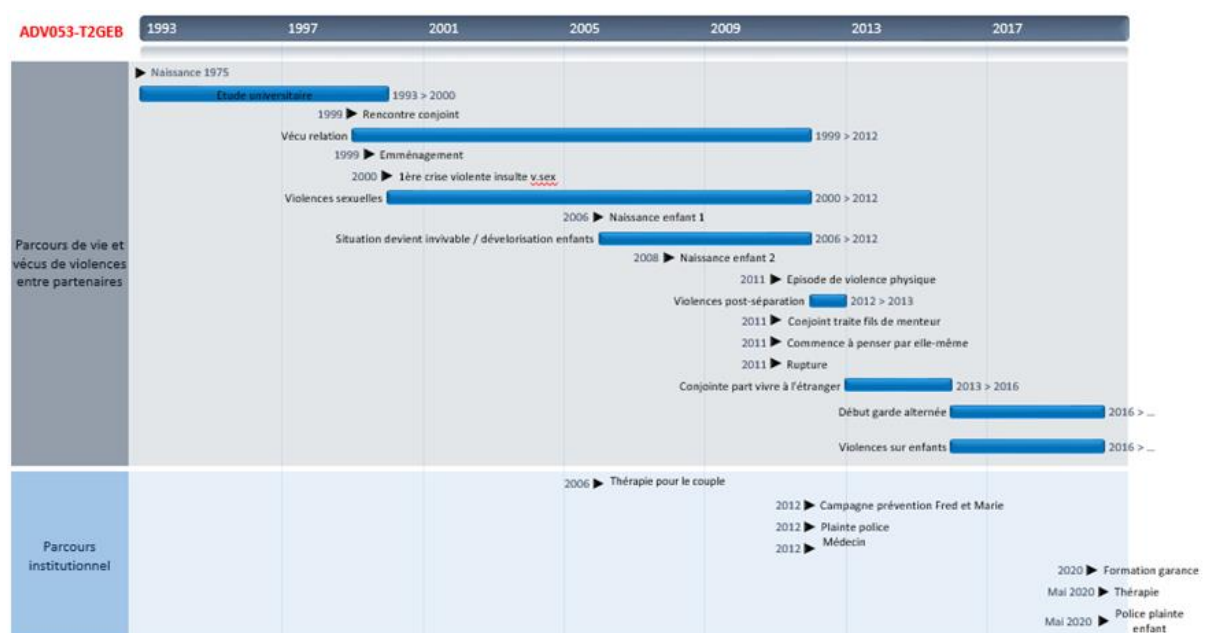 ADV053-T2GEB
1993 1997 2001 2005 2009 2013 2017
Parcours de vie et
vécus de violences
entre partenaires
Naissance 1975
Etude universitaire 1993 > 2000
1999 Rencontre conjoint
Vécu relation 1999 > 2012
1999 Emménagement
2000 1ère crise violente insulte v.sex
Violences sexuelles 2000 > 2012
2006 Naissance enfant 1
Situation devient invivable / dévelorisation enfants 2006 > 2012
2008 Naissance enfant 2
2011 Episode de violence physique
Violences post-séparation 2012 > 2013
2011 Conjoint traite fils de menteur
2011 Commence à penser par elle-même
2011 Rupture
Conjointe part vivre à l'étranger 2013 > 2016
Début garde alternée 2016 > ...
Violences sur enfants 2016 > ...
Parcours
institutionnel
2006 Thérapie pour le couple
2012 Campagne prévention Fred et Marie
2012 Plainte police
2012 Médecin
2020 Formation garance
Mai 2020 Thérapie
Mai 2020 Police plainte
enfant